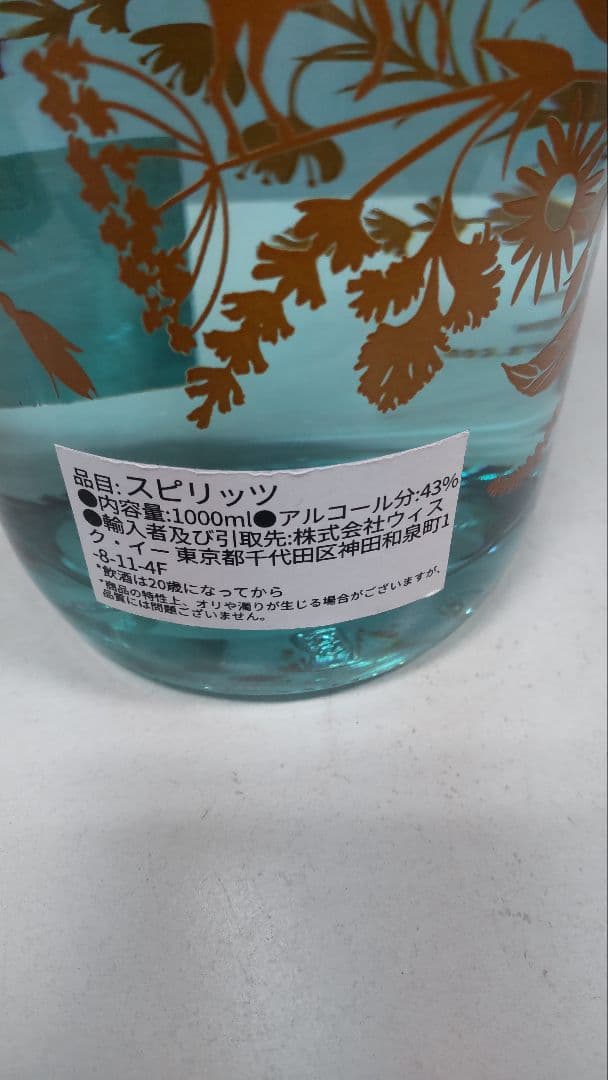 品目: スピリッツ
●内容量:1000ml●アルコール分:43%
●輸入者及び引取先:株式会社ウィス
ク・イー 東京都千代田区神田和泉町1
-8-11-4F
*飲酒は20歳になってから
*商品の特性上、オリや濁りが生じる場合がございますが、
品質には問題ございません。